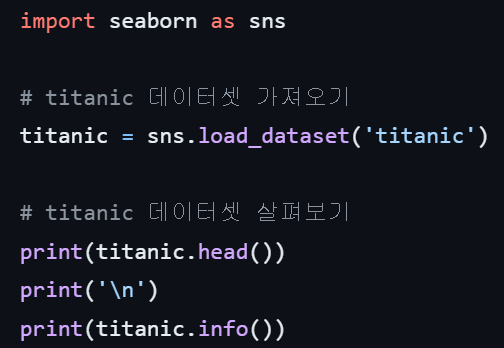 import seaborn as sns
# titanic 데이터셋 가져오기
titanic = sns.load_dataset('titanic')
# titanic 데이터셋 살펴보기
print(titanic.head())
print('\n')
print(titanic.info())